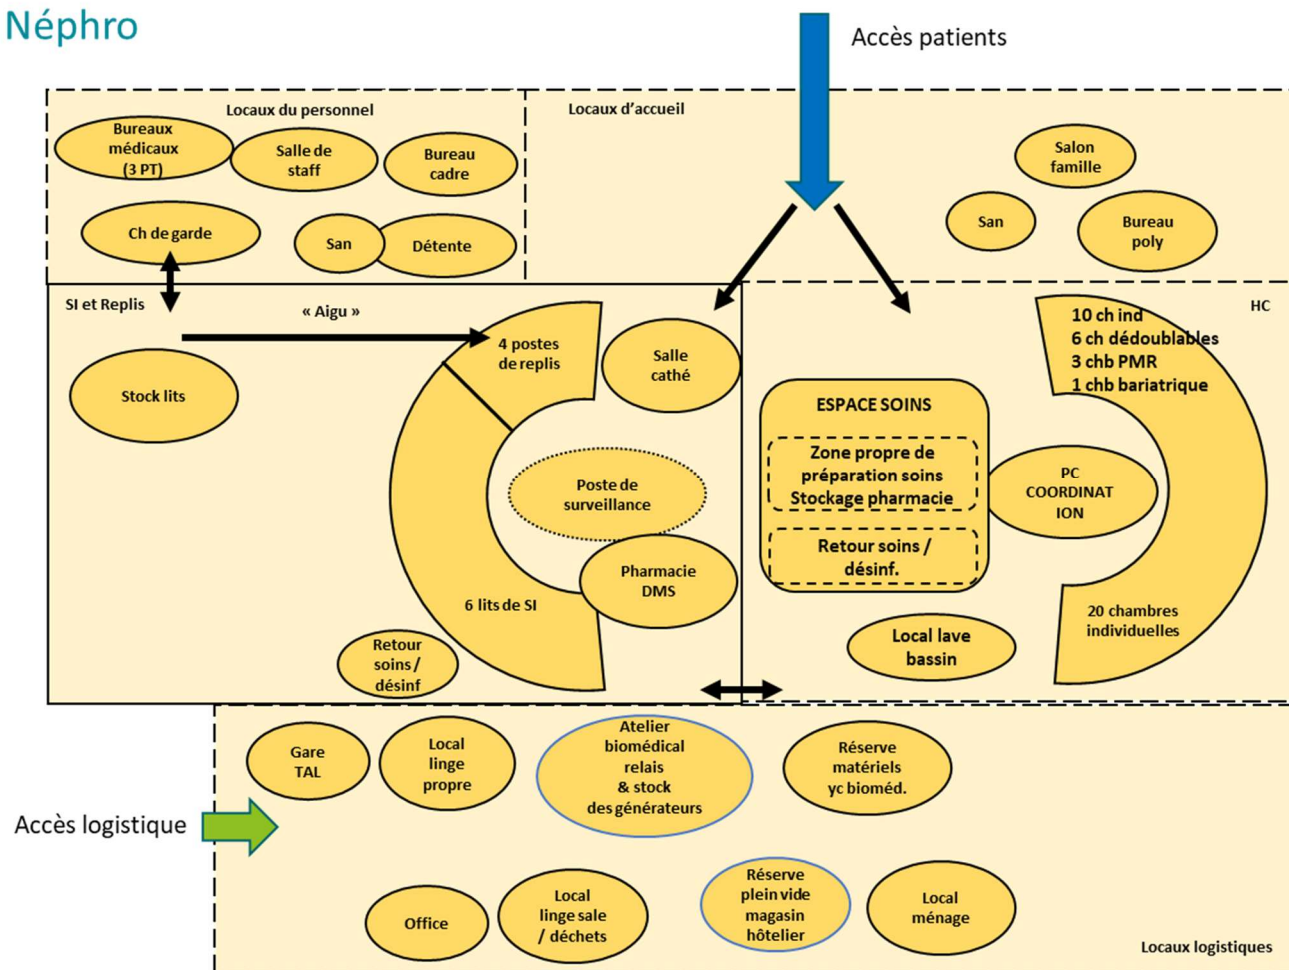 Néphro
Accès patients
Locaux du personnel
Bureaux
médicaux
(3 PT)
Salle de
staff
Bureau
cadre
Ch de garde
San
Détente
Locaux d'accueil
Salon
famille
San
Bureau
poly
SI et Replis
« Aigu »
Stock lits
4 postes
de replis
Salle
cathé
Poste de
surveillance
Pharmacie
DMS
6 lits de SI
Retour
soins /
désinf
HC
10 ch ind
6 ch dédoublables
3 chb PMR
1 chb bariatrique
ESPACE SOINS
Zone propre de
préparation soins
Stockage pharmacie
Retour soins /
désinf.
PC
COORDINAT
ION
20 chambres
individuelles
Local lave
bassin
Accès logistique
Gare
TAL
Local
linge
propre
Atelier
biomédical
relais
& stock
des générateurs
Réserve
matériels
yc bioméd.
Office
Local
linge sale
/ déchets
Réserve
plein vide
magasin
hôtelier
Local
ménage
Locaux logistiques